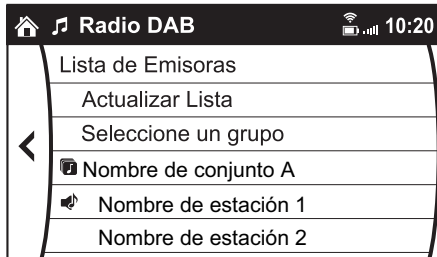 Radio DAB 10:20
Lista de Emisoras
Actualizar Lista
Seleccione un grupo
Nombre de conjunto A
Nombre de estación 1
Nombre de estación 2